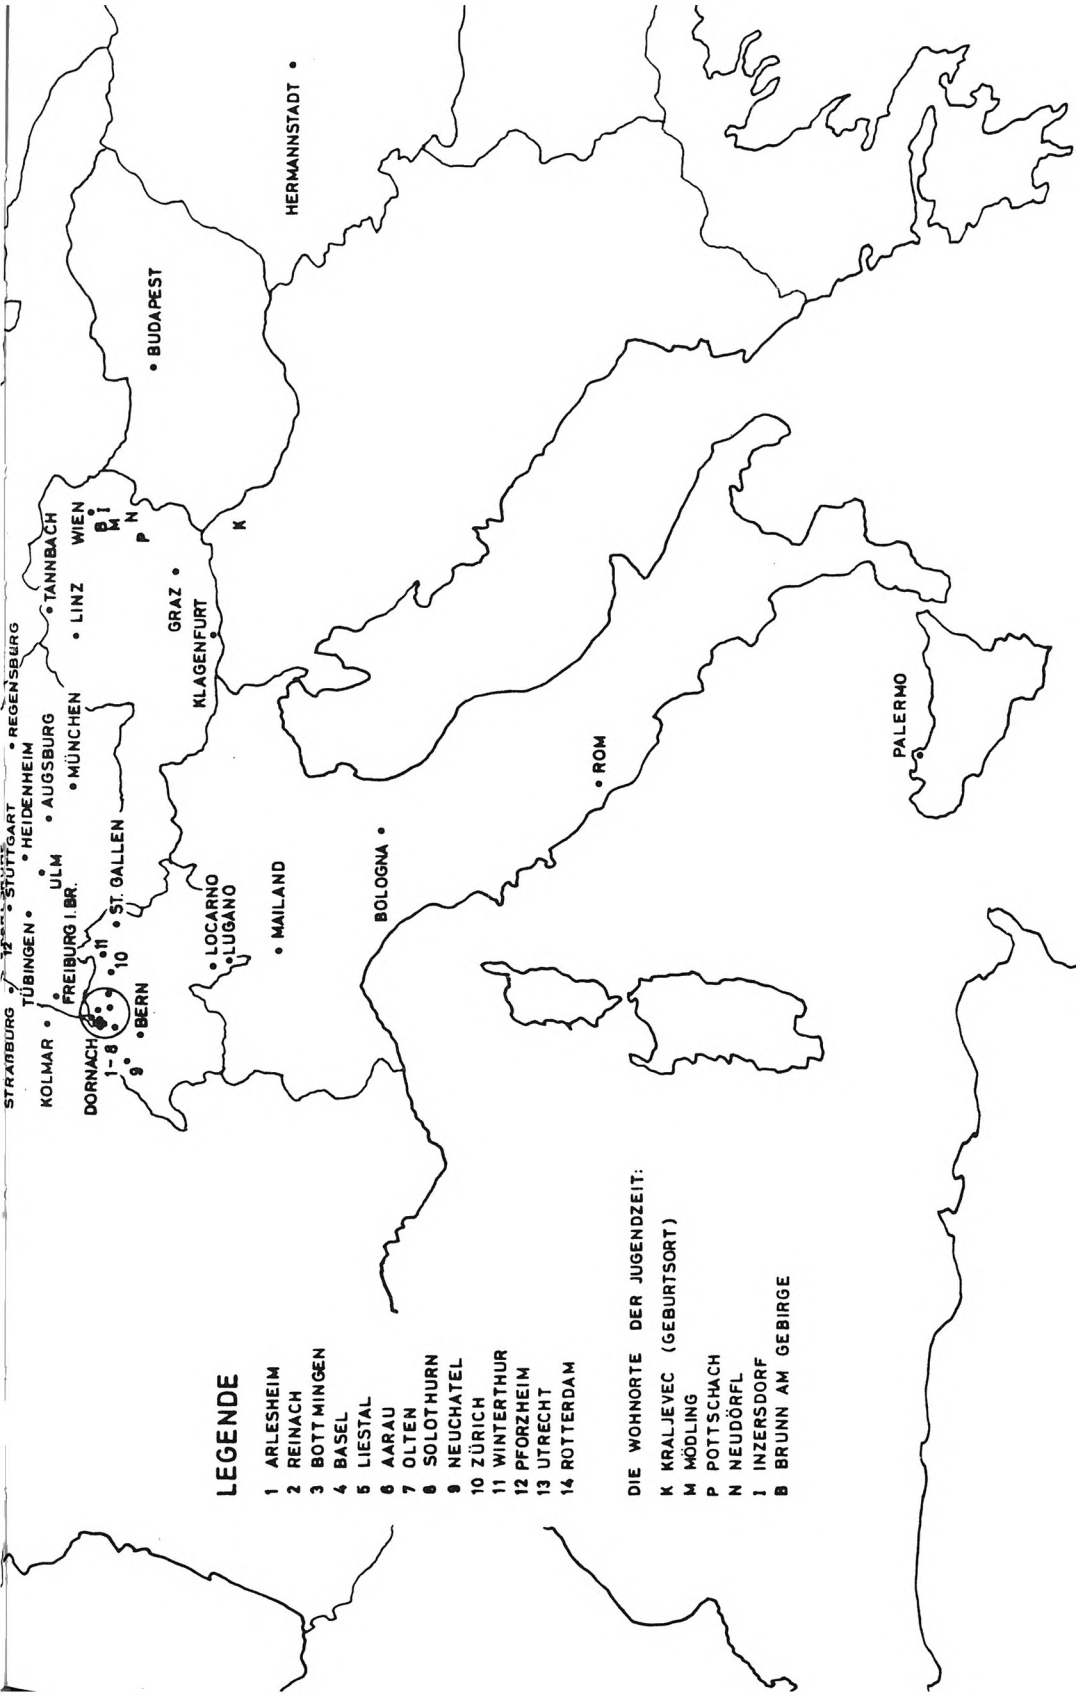 STRAßBURG
12
STUTTGART
REGENSBURG
TÜBINGEN
HEIDENHEIM
TANNBACH
KOLMAR
ULM
AUGSBURG
FREIBURG I.BR.
MÜNCHEN
LINZ
WIEN
DORNACH
1-8
11
10
ST. GALLEN
B
I
M
N
P
9
BERN
BUDAPEST
GRAZ
KLAGENFURT
K
LOCARNO
LUGANO
HERMANNSTADT
MAILAND
BOLOGNA
ROM
PALERMO
LEGENDE
1 ARLESHEIM
2 REINACH
3 BOTTMINGEN
4 BASEL
5 LIESTAL
6 AARAU
7 OLTEN
8 SOLOTHURN
9 NEUCHATEL
10 ZÜRICH
11 WINTERTHUR
12 PFORZHEIM
13 UTRECHT
14 ROTTERDAM
DIE WOHNORTE DER JUGENDZEIT:
K KRALJEVEC (GEBURTSORT)
M MÖDLING
P POTTSCHACH
N NEUDÖRFL
I INZERSDORF
B BRUNN AM GEBIRGE